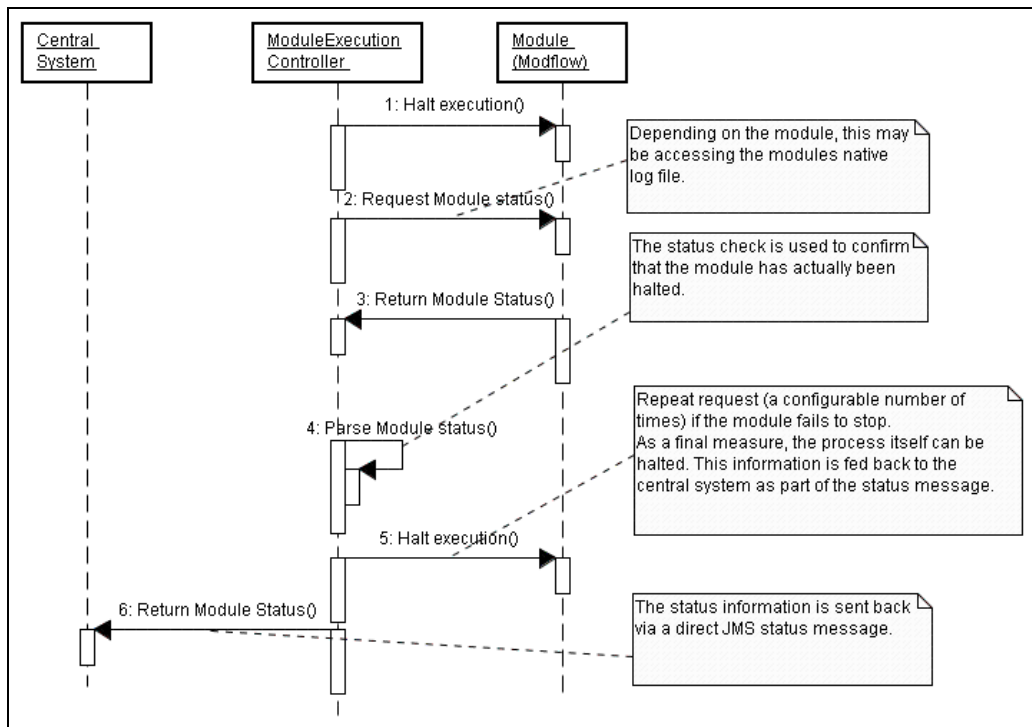 Central
System
ModuleExecution
Controller
Module
(Modflow)
1: Halt execution()
Depending on the module, this may
be accessing the modules native
log file.
2: Request Module status()
The status check is used to confirm
that the module has actually been
halted.
3: Return Module Status()
Repeat request (a configurable number of
times) if the module fails to stop.
As a final measure, the process itself can be
halted. This information is fed back to the
central system as part of the status message.
4: Parse Module status()
5: Halt execution()
6: Return Module Status()
The status information is sent back
via a direct JMS status message.